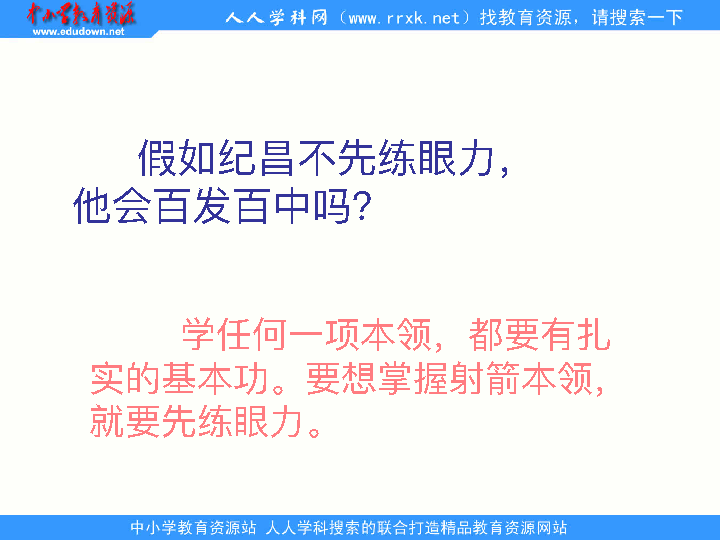 中小学教育资源
www.edudown.net
人人学科网（www.rrxk.net）找教育资源，请搜索一下
假如纪昌不先练眼力，
他会百发百中吗？
学任何一项本领，都要有扎
实的基本功。要想掌握射箭本领，
就要先练眼力。
中小学教育资源站 人人学科搜索的联合打造精品教育资源网站